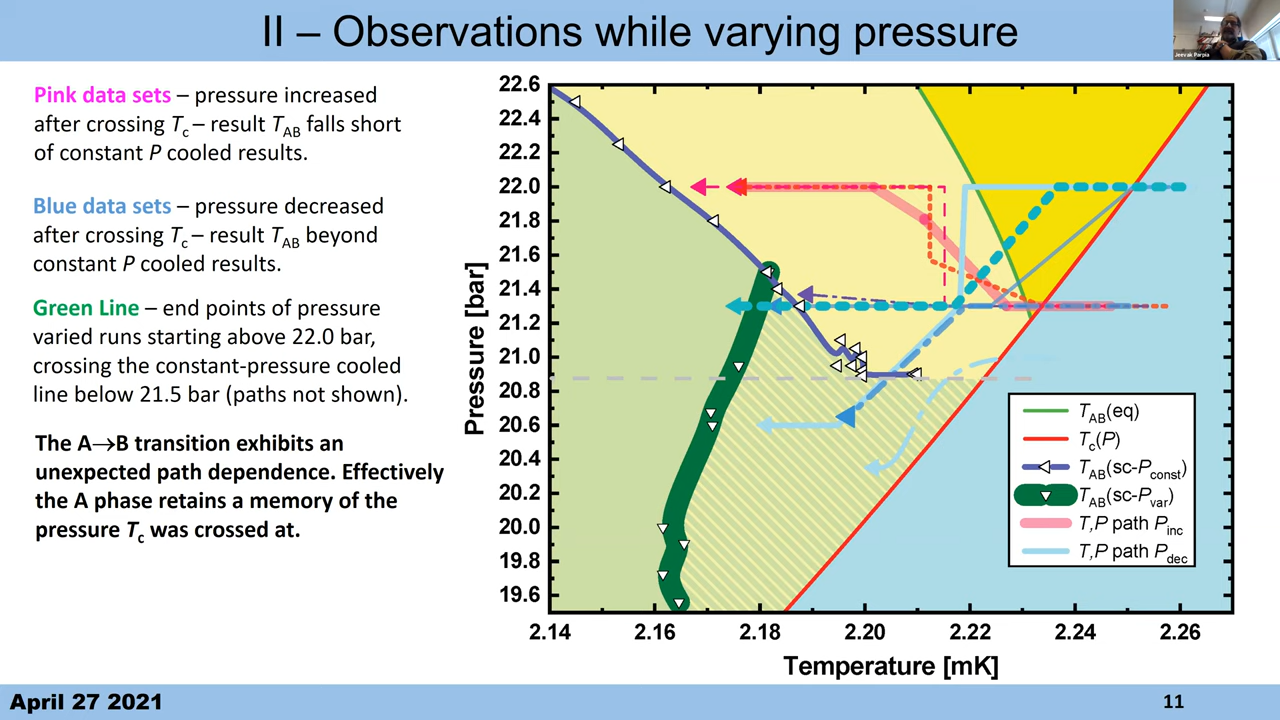 II – Observations while varying pressure
Jeevak Parpia
Pink data sets – pressure increased
after crossing Tc – result TAB falls short
of constant P cooled results.
Blue data sets – pressure decreased
after crossing Tc – result TAB beyond
constant P cooled results.
Green Line – end points of pressure
varied runs starting above 22.0 bar,
crossing the constant-pressure cooled
line below 21.5 bar (paths not shown).
The A→B transition exhibits an
unexpected path dependence. Effectively
the A phase retains a memory of the
pressure Tc was crossed at.
Pressure [bar]
22.6
22.4
22.2
22.0
21.8
21.6
21.4
21.2
21.0
20.8
20.6
20.4
20.2
20.0
19.8
19.6
TAB(eq)
Tc(P)
TAB(sc-Pconst)
TAB(sc-Pvar)
T,P path Pinc
T,P path Pdec
2.14 2.16 2.18 2.20 2.22 2.24 2.26
Temperature [mK]
April 27 2021
11